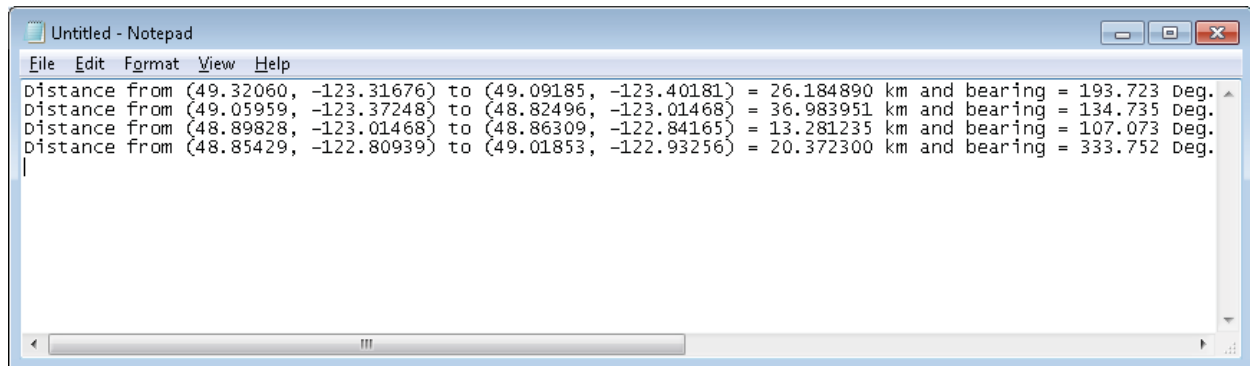 Untitled - Notepad
File Edit Format View Help
Distance from (49.32060, -123.31676) to (49.09185, -123.40181) = 26.184890 km and bearing = 193.723 Deg.
Distance from (49.05959, -123.37248) to (48.82496, -123.01468) = 36.983951 km and bearing = 134.735 Deg.
Distance from (48.89828, -123.01468) to (48.86309, -122.84165) = 13.281235 km and bearing = 107.073 Deg.
Distance from (48.85429, -122.80939) to (49.01853, -122.93256) = 20.372300 km and bearing = 333.752 Deg.